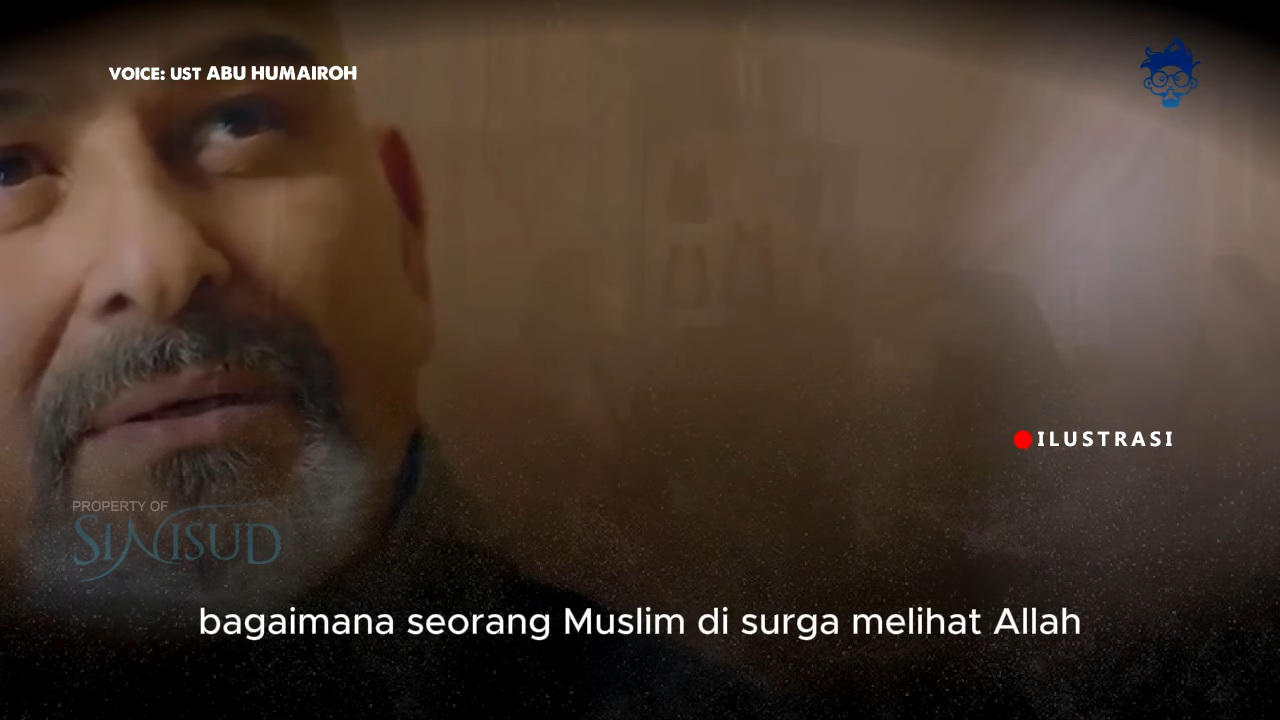 VOICE: UST ABU HUMAIROH
ILUSTRASI
PROPERTY OF
SINISUD
bagaimana seorang Muslim di surga melihat Allah